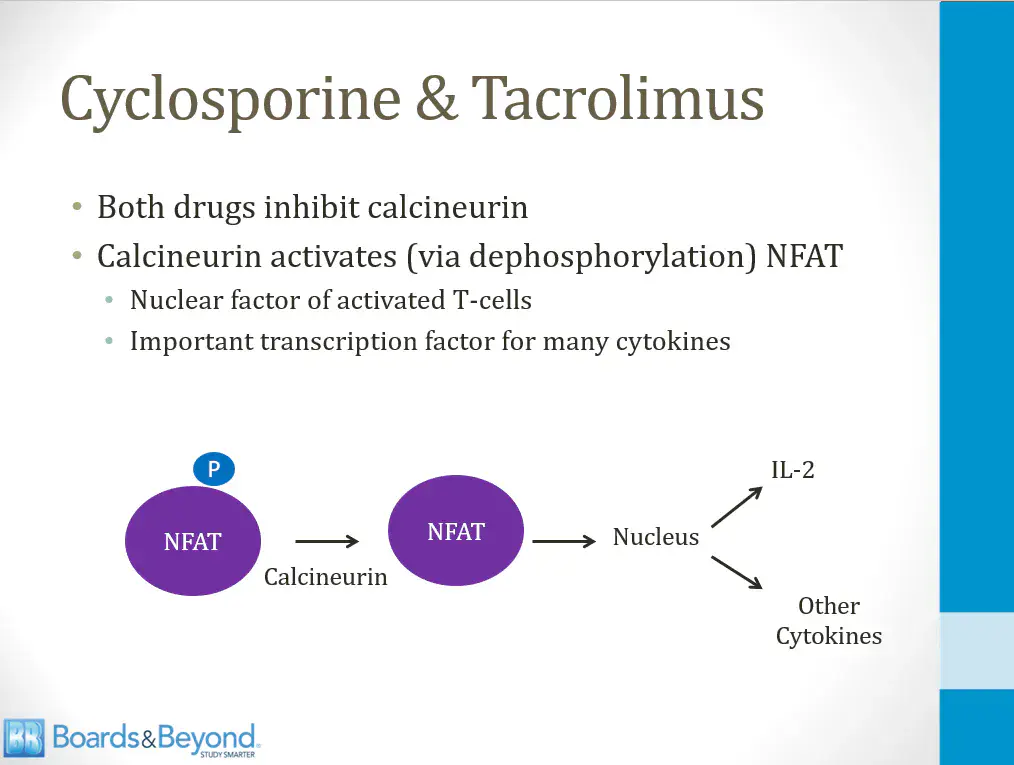 Cyclosporine & Tacrolimus
• Both drugs inhibit calcineurin
• Calcineurin activates (via dephosphorylation) NFAT
• Nuclear factor of activated T-cells
• Important transcription factor for many cytokines
P
NFAT
Calcineurin
NFAT
Nucleus
IL-2
Other
Cytokines
BB Boards&Beyond.
STUDY SMARTER